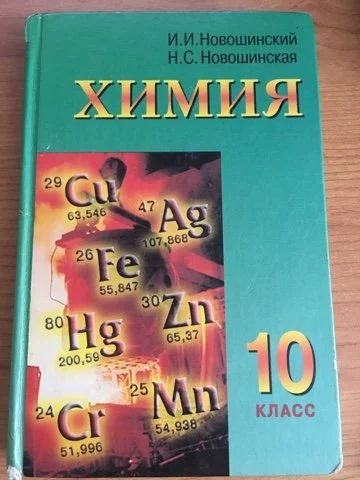 И.И.Новошинский
Н.С.Новошинская
ХИМИЯ
29 Cu
63,546
47 Ag
107,868
26 Fe
55,847
30 Zn
65,37
80 Hg
200,59
25 Mn
54,938
24 Cr
51,996
10
КЛАСС